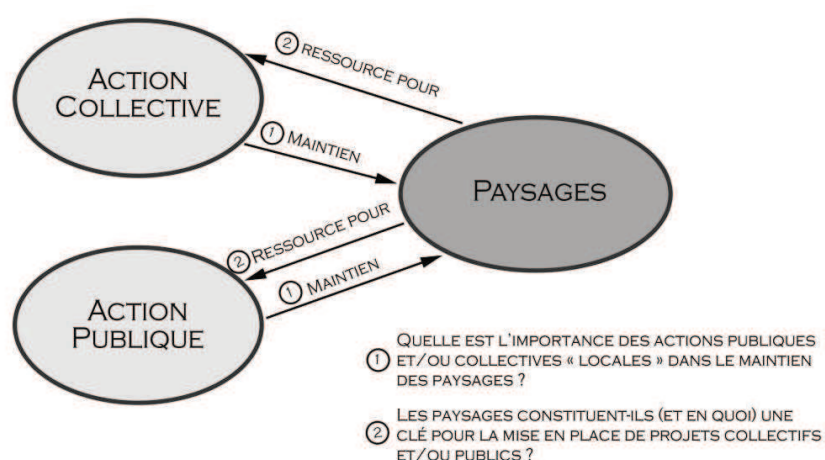 ② RESSOURCE POUR
ACTION
COLLECTIVE
① MAINTIEN
PAYSAGES
② RESSOURCE POUR
① MAINTIEN
ACTION
PUBLIQUE
① QUELLE EST L'IMPORTANCE DES ACTIONS PUBLIQUES
ET/OU COLLECTIVES « LOCALES » DANS LE MAINTIEN
DES PAYSAGES ?
② LES PAYSAGES CONSTITUENT-ILS (ET EN QUOI) UNE
CLÉ POUR LA MISE EN PLACE DE PROJETS COLLECTIFS
ET/OU PUBLICS ?